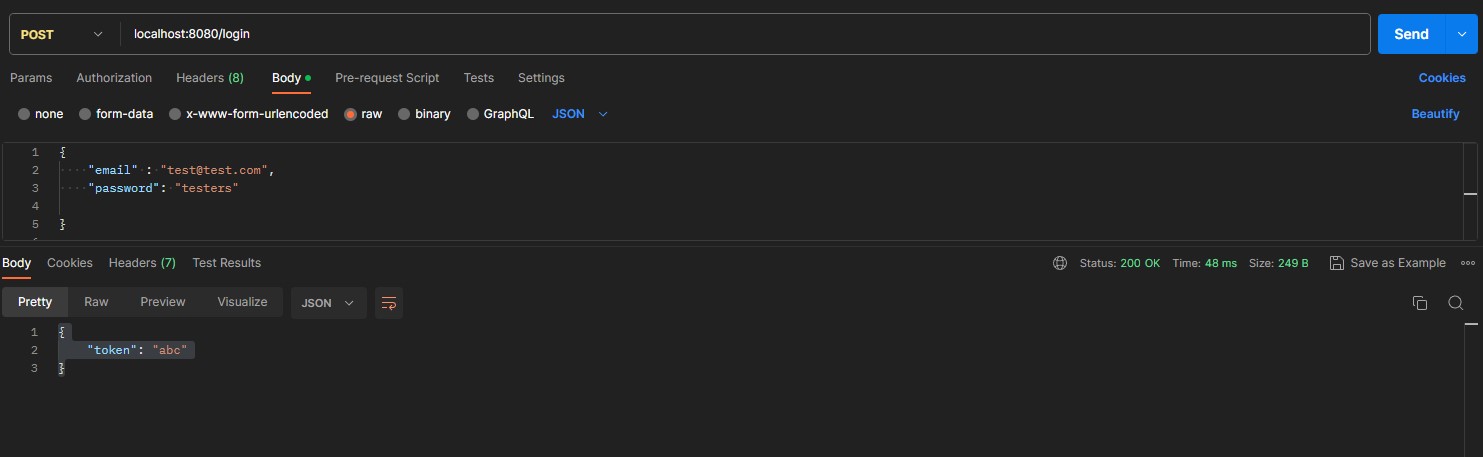 POST localhost:8080/login Send
Params Authorization Headers (8) Body Pre-request Script Tests Settings Cookies
none form-data x-www-form-urlencoded raw binary GraphQL JSON Beautify
1 {
2 ····"email"·:·"test@test.com",
3 ····"password":·"testers"
4
5 }
Body Cookies Headers (7) Test Results Status: 200 OK Time: 48 ms Size: 249 B Save as Example
Pretty Raw Preview Visualize JSON
1 {
2 "token": "abc"
3 }